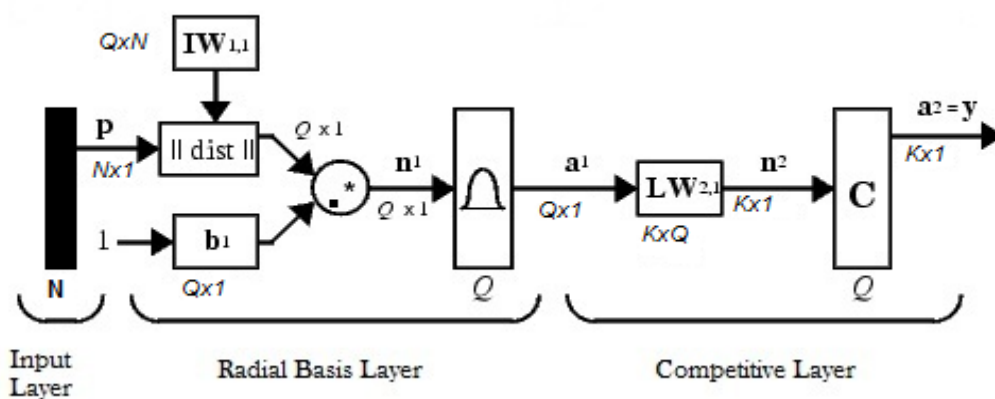 QxN
IW1,1
p
Nx1
|| dist ||
Q x 1
.*
n1
Q x 1
a1
Qx1
LW2,1
KxQ
n2
Kx1
C
a2 = y
Kx1
1
b1
Qx1
N
Q
Q
Input
Layer
Radial Basis Layer
Competitive Layer